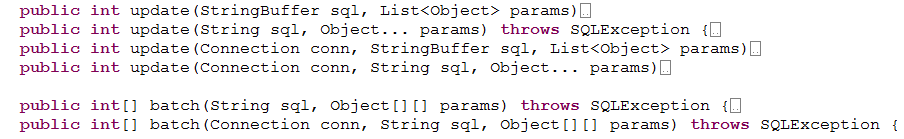 public int update(StringBuffer sql, List<Object> params)
public int update(String sql, Object... params) throws SQLException {
public int update(Connection conn, StringBuffer sql, List<Object> params)
public int update(Connection conn, String sql, Object... params)
public int[] batch(String sql, Object[][] params) throws SQLException {
public int[] batch(Connection conn, String sql, Object[][] params) throws SQLException {